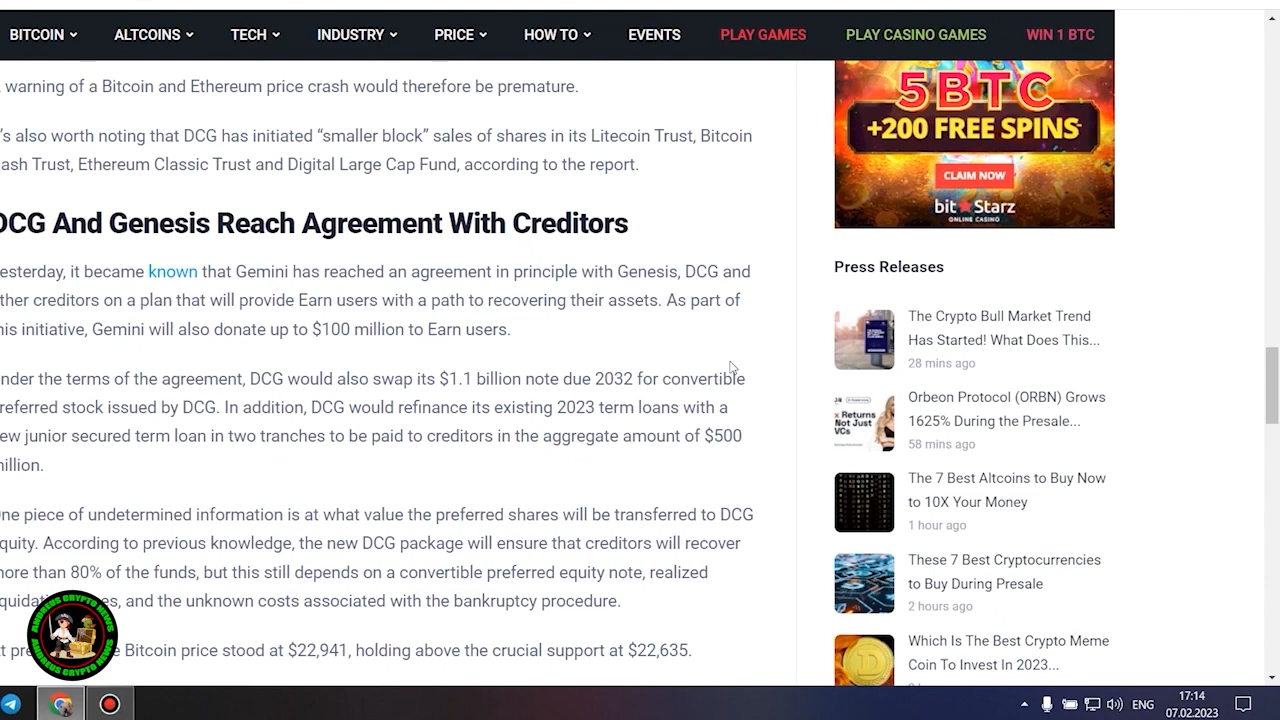 BITCOIN ALTCOINS TECH INDUSTRY PRICE HOW TO EVENTS PLAY GAMES PLAY CASINO GAMES WIN 1 BTC
warning of a Bitcoin and Ethereum price crash would therefore be premature.
's also worth noting that DCG has initiated “smaller block” sales of shares in its Litecoin Trust, Bitcoin
ash Trust, Ethereum Classic Trust and Digital Large Cap Fund, according to the report.
DCG And Genesis Reach Agreement With Creditors
esterday, it became known that Gemini has reached an agreement in principle with Genesis, DCG and
ther creditors on a plan that will provide Earn users with a path to recovering their assets. As part of
his initiative, Gemini will also donate up to $100 million to Earn users.
nder the terms of the agreement, DCG would also swap its $1.1 billion note due 2032 for convertible
referred stock issued by DCG. In addition, DCG would refinance its existing 2023 term loans with a
ew junior secured term loan in two tranches to be paid to creditors in the aggregate amount of $500
illion.
ne piece of undetermined information is at what value the preferred shares will be transferred to DCG
quity. According to previous knowledge, the new DCG package will ensure that creditors will recover
ore than 80% of the funds, but this still depends on a convertible preferred equity note, realized
and the unknown costs associated with the bankruptcy procedure.
Bitcoin price stood at $22,941, holding above the crucial support at $22,635.
ANDREUS CRYPTO NEWS
ANDREUS CRYPTO NEWS
5BTC
+200 FREE SPINS
CLAIM NOW
bitStarz
ONLINE CASINO
Press Releases
The Crypto Bull Market Trend
Has Started! What Does This...
28 mins ago
Returns
Not Just
VCs
Orbeon Protocol (ORBN) Grows
1625% During the Presale...
58 mins ago
The 7 Best Altcoins to Buy Now
to 10X Your Money
1 hour ago
These 7 Best Cryptocurrencies
to Buy During Presale
2 hours ago
Which Is The Best Crypto Meme
Coin To Invest In 2023...
ENG
17:14
07.02.2023